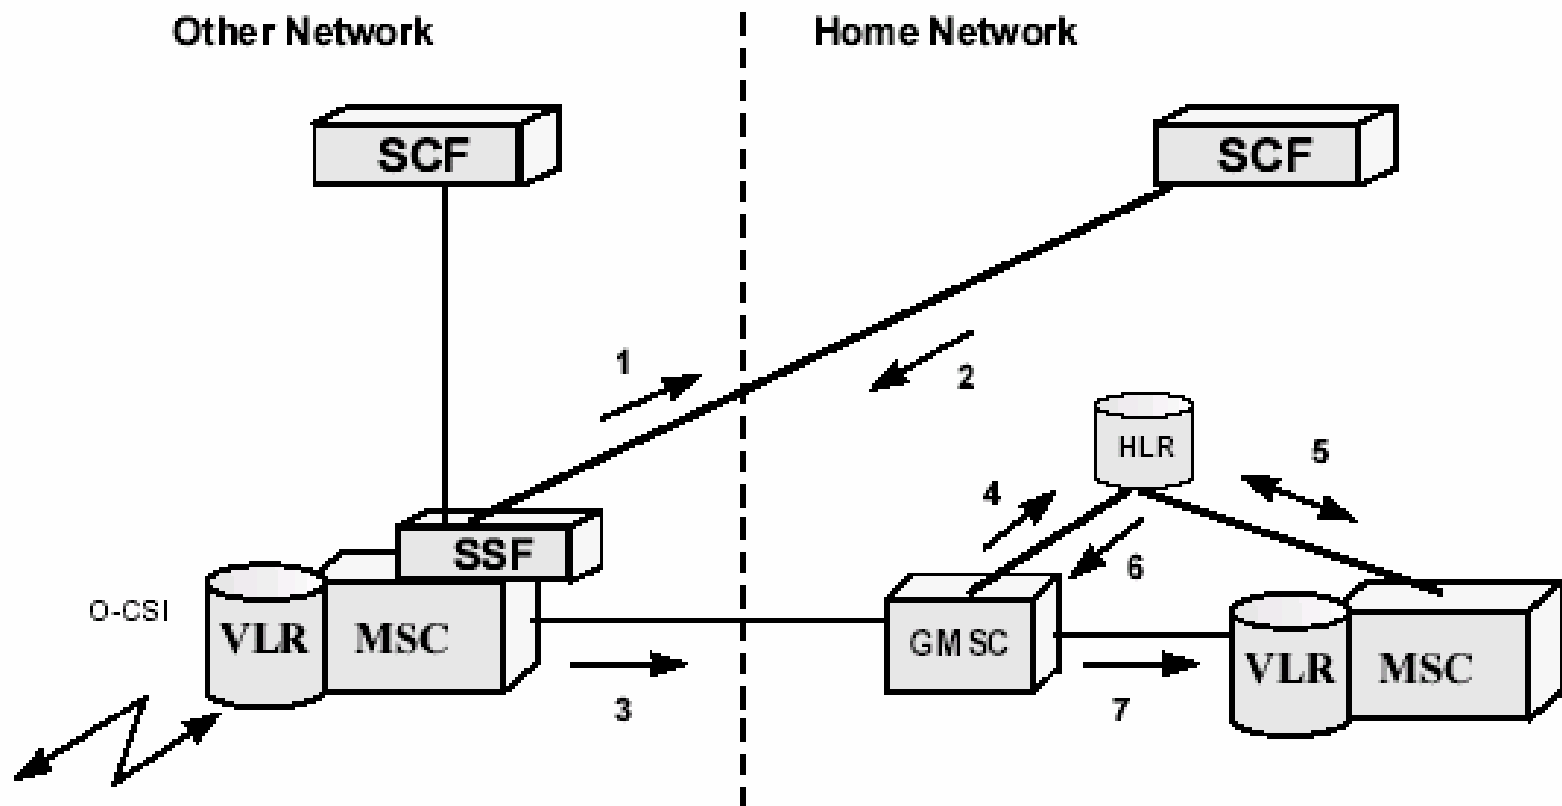 Other Network
Home Network
SCF
SCF
1
2
HLR
5
4
SSF
6
O-CSI
VLR
MSC
GMSC
VLR
MSC
3
7